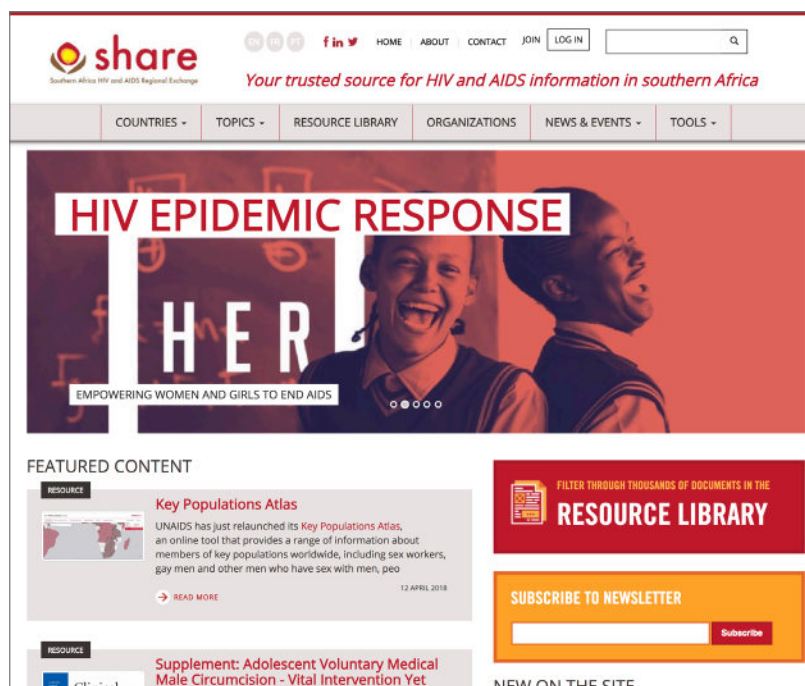 share
Southern Africa HIV and AIDS Regional Exchange
EN FR PT
HOME ABOUT CONTACT JOIN LOG IN
Your trusted source for HIV and AIDS information in southern Africa
COUNTRIES TOPICS RESOURCE LIBRARY ORGANIZATIONS NEWS & EVENTS TOOLS
HIV EPIDEMIC RESPONSE
HER
EMPOWERING WOMEN AND GIRLS TO END AIDS
FEATURED CONTENT
RESOURCE
Key Populations Atlas
UNAIDS has just relaunched its Key Populations Atlas,
an online tool that provides a range of information about
members of key populations worldwide, including sex workers,
gay men and other men who have sex with men, peo
12 APRIL 2018
READ MORE
RESOURCE
Supplement: Adolescent Voluntary Medical
Male Circumcision - Vital Intervention Yet
FILTER THROUGH THOUSANDS OF DOCUMENTS IN THE
RESOURCE LIBRARY
SUBSCRIBE TO NEWSLETTER
Subscribe
NEW ON THE SITE